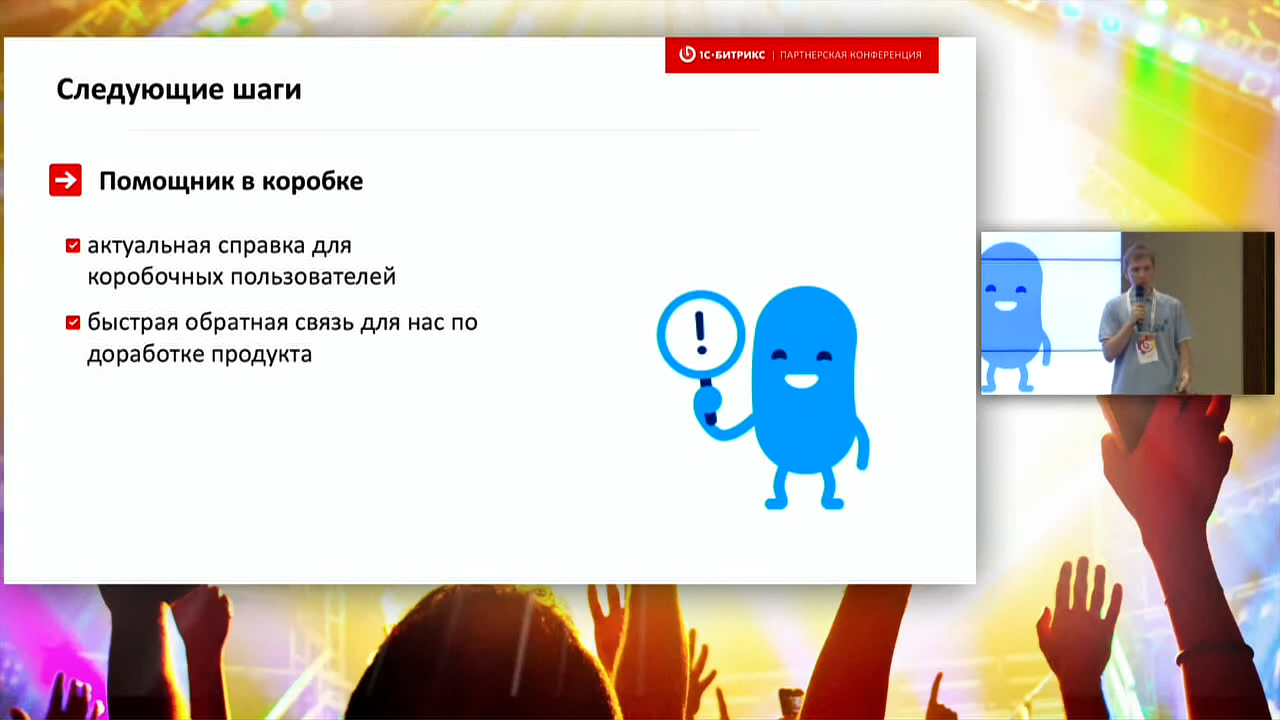 1С-БИТРИКС | ПАРТНЕРСКАЯ КОНФЕРЕНЦИЯ
Следующие шаги
Помощник в коробке
актуальная справка для
коробочных пользователей
быстрая обратная связь для нас по
доработке продукта
!